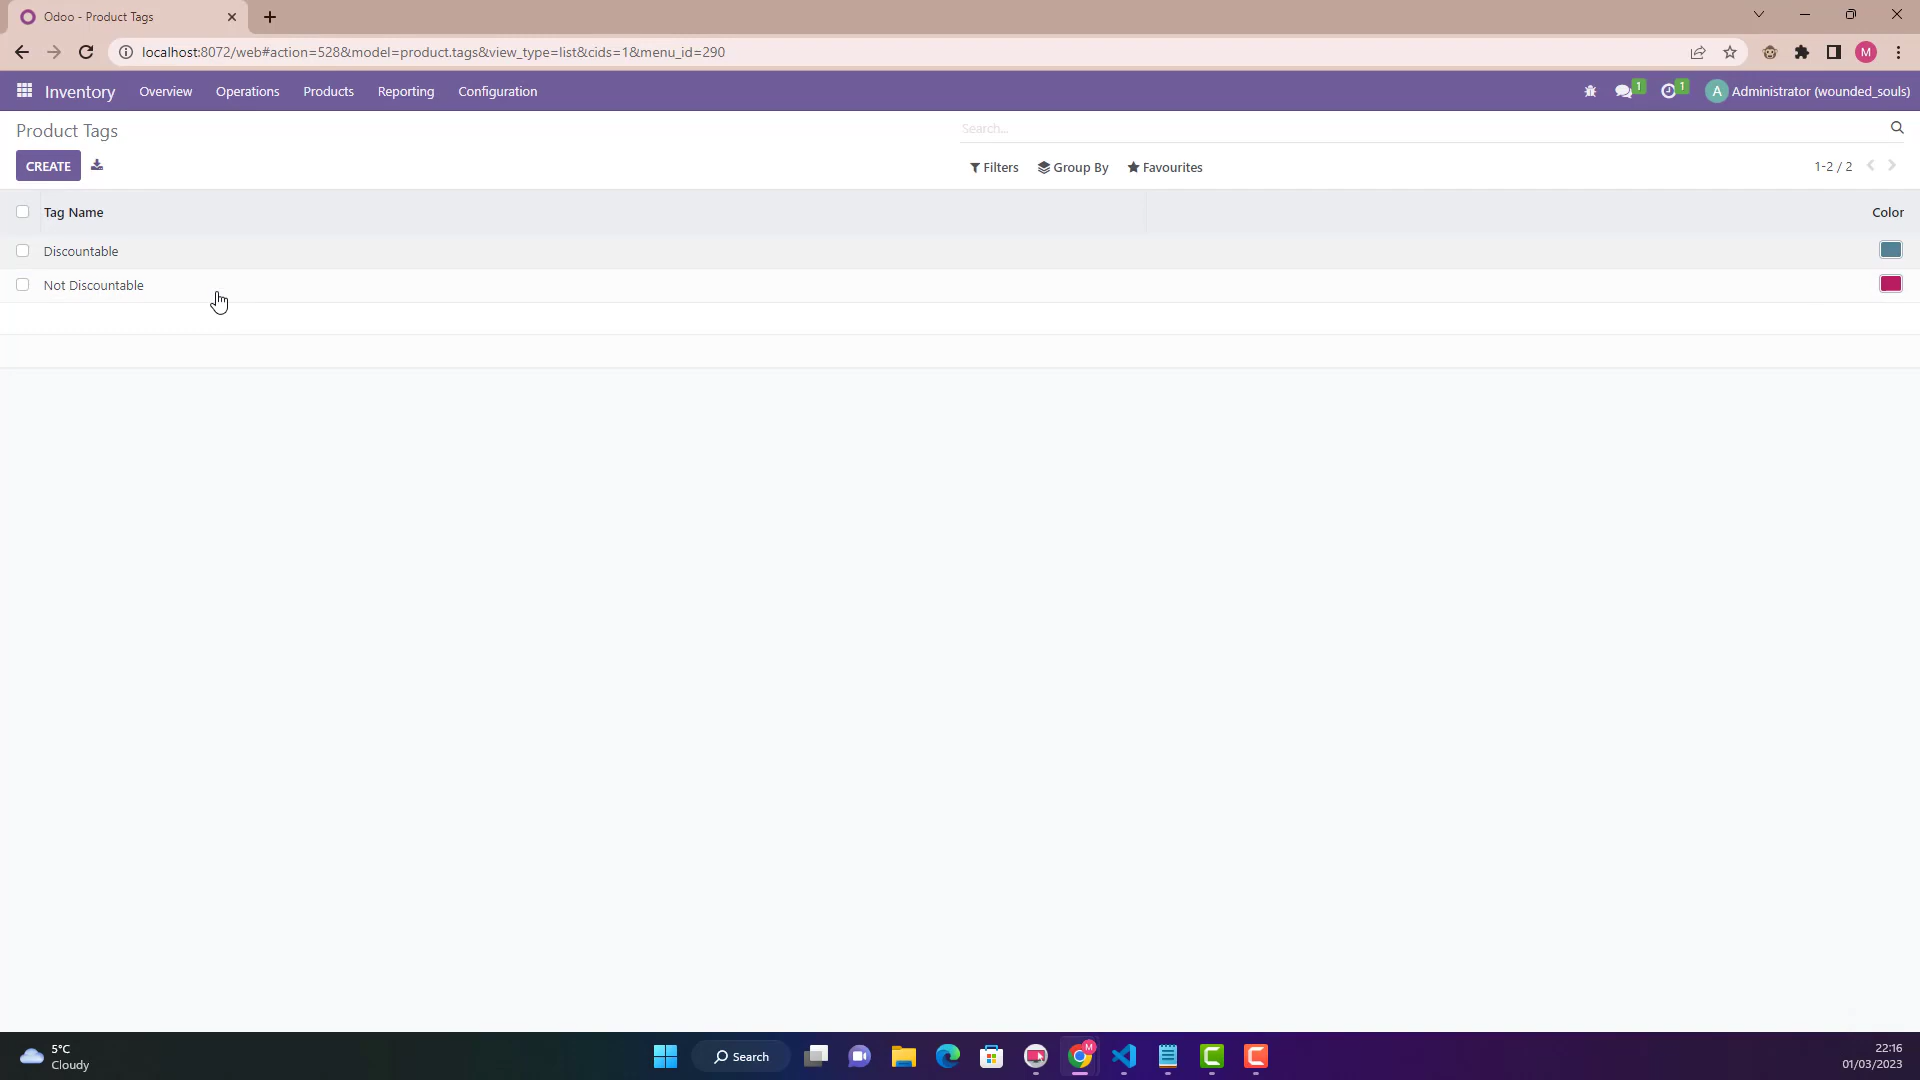 Odoo - Product Tags
localhost:8072/web#action=528&model=product.tags&view_type=list&cids=1&menu_id=290
M
Inventory Overview Operations Products Reporting Configuration
1 1 A Administrator (wounded_souls)
Product Tags
Search...
CREATE
Filters Group By Favourites
1-2 / 2
Tag Name Color
Discountable
Not Discountable
5°C
Cloudy
Search
M
22:16
01/03/2023